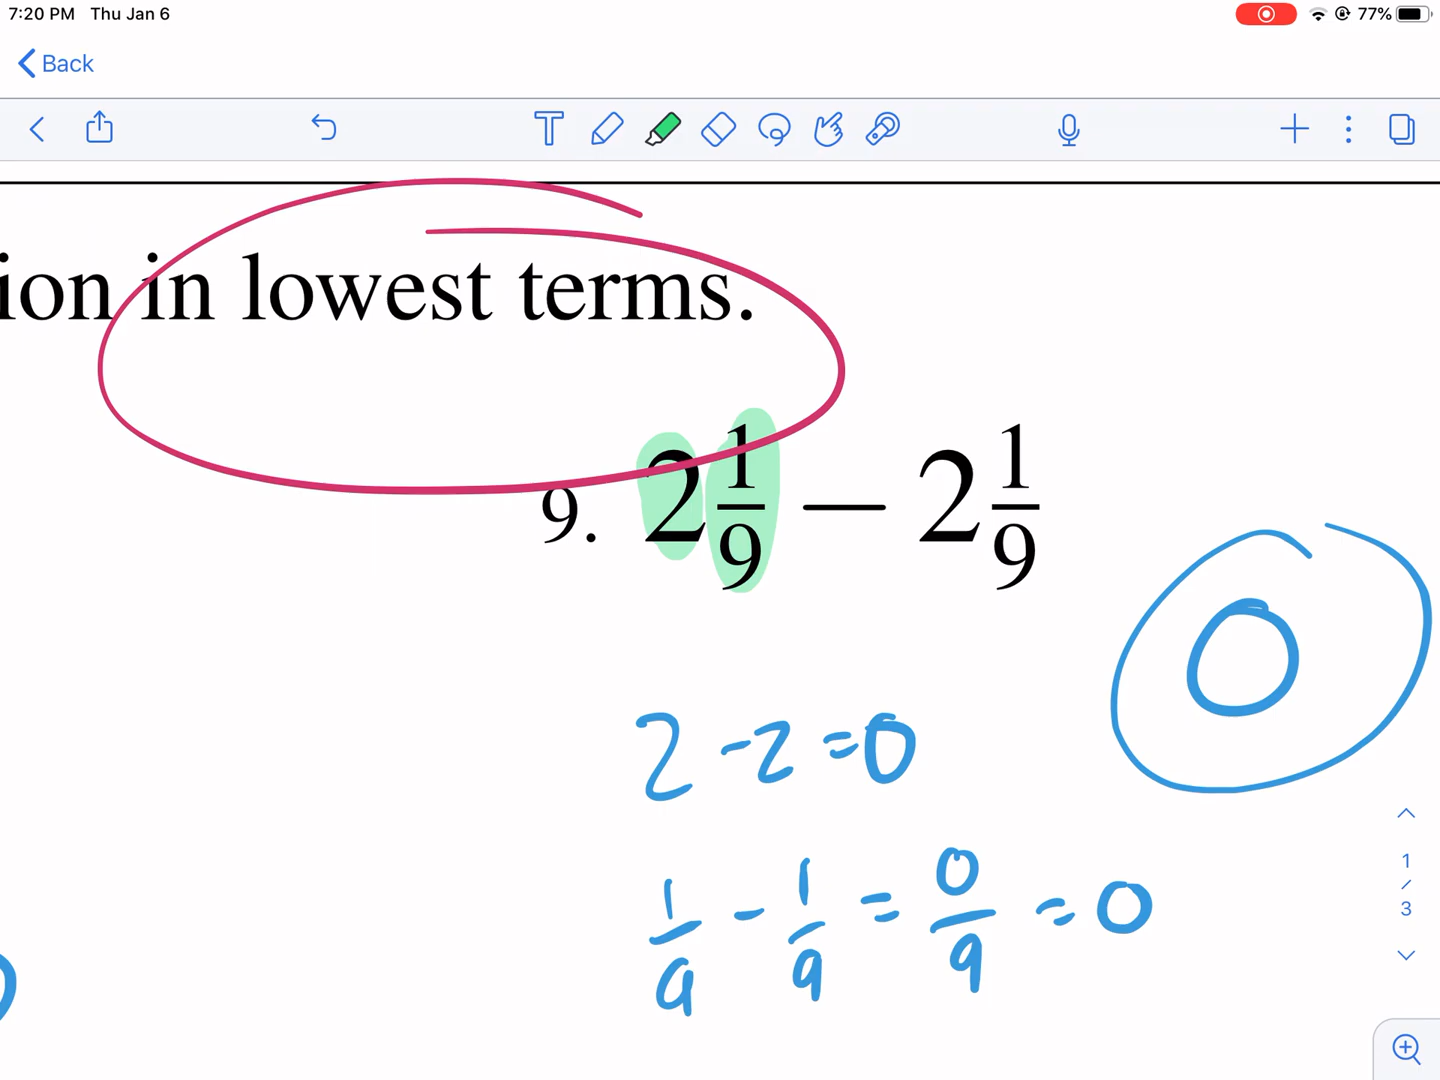 7:20 PM Thu Jan 6
77%
Back
T
ion in lowest terms.
9. 2 1/9 − 2 1/9
0
2 - 2 = 0
1/9 - 1/9 = 0/9 = 0
1
/
3